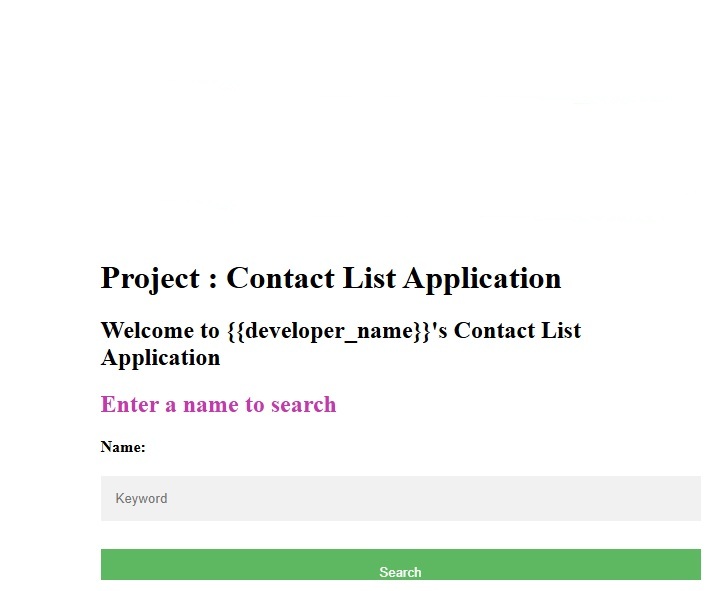 Project : Contact List Application
Welcome to {{developer_name}}'s Contact List
Application
Enter a name to search
Name:
Keyword
Search